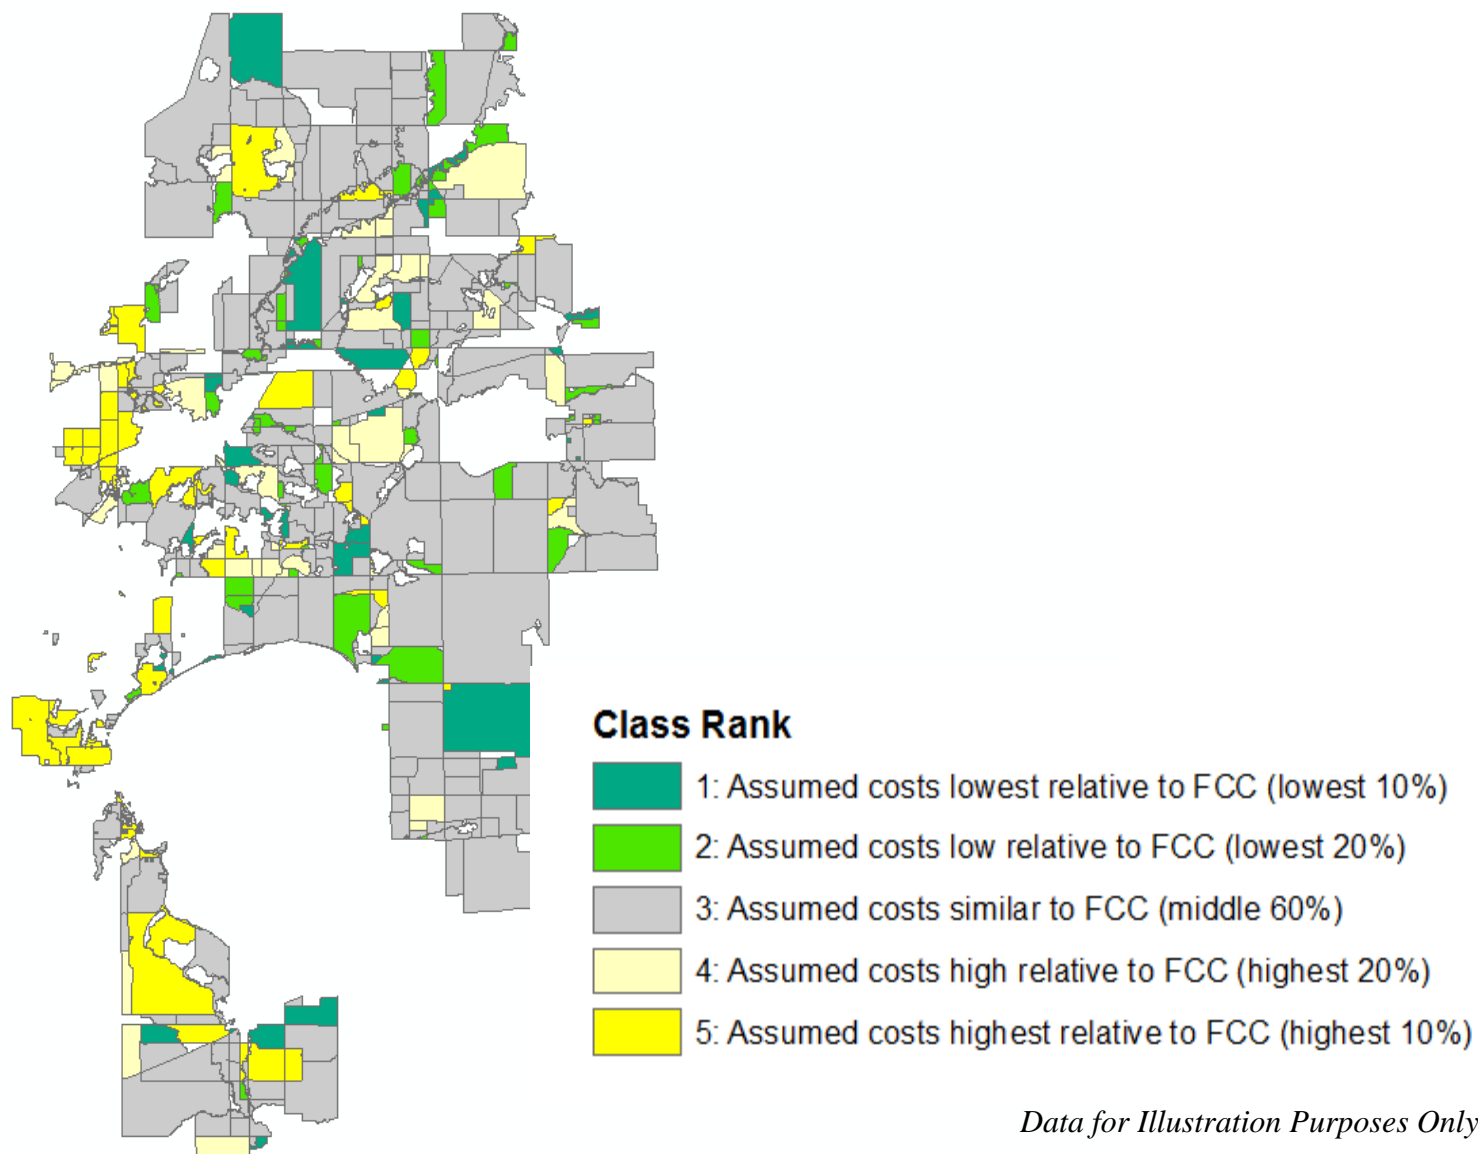 Class Rank
1: Assumed costs lowest relative to FCC (lowest 10%)
2: Assumed costs low relative to FCC (lowest 20%)
3: Assumed costs similar to FCC (middle 60%)
4: Assumed costs high relative to FCC (highest 20%)
5: Assumed costs highest relative to FCC (highest 10%)
Data for Illustration Purposes Only